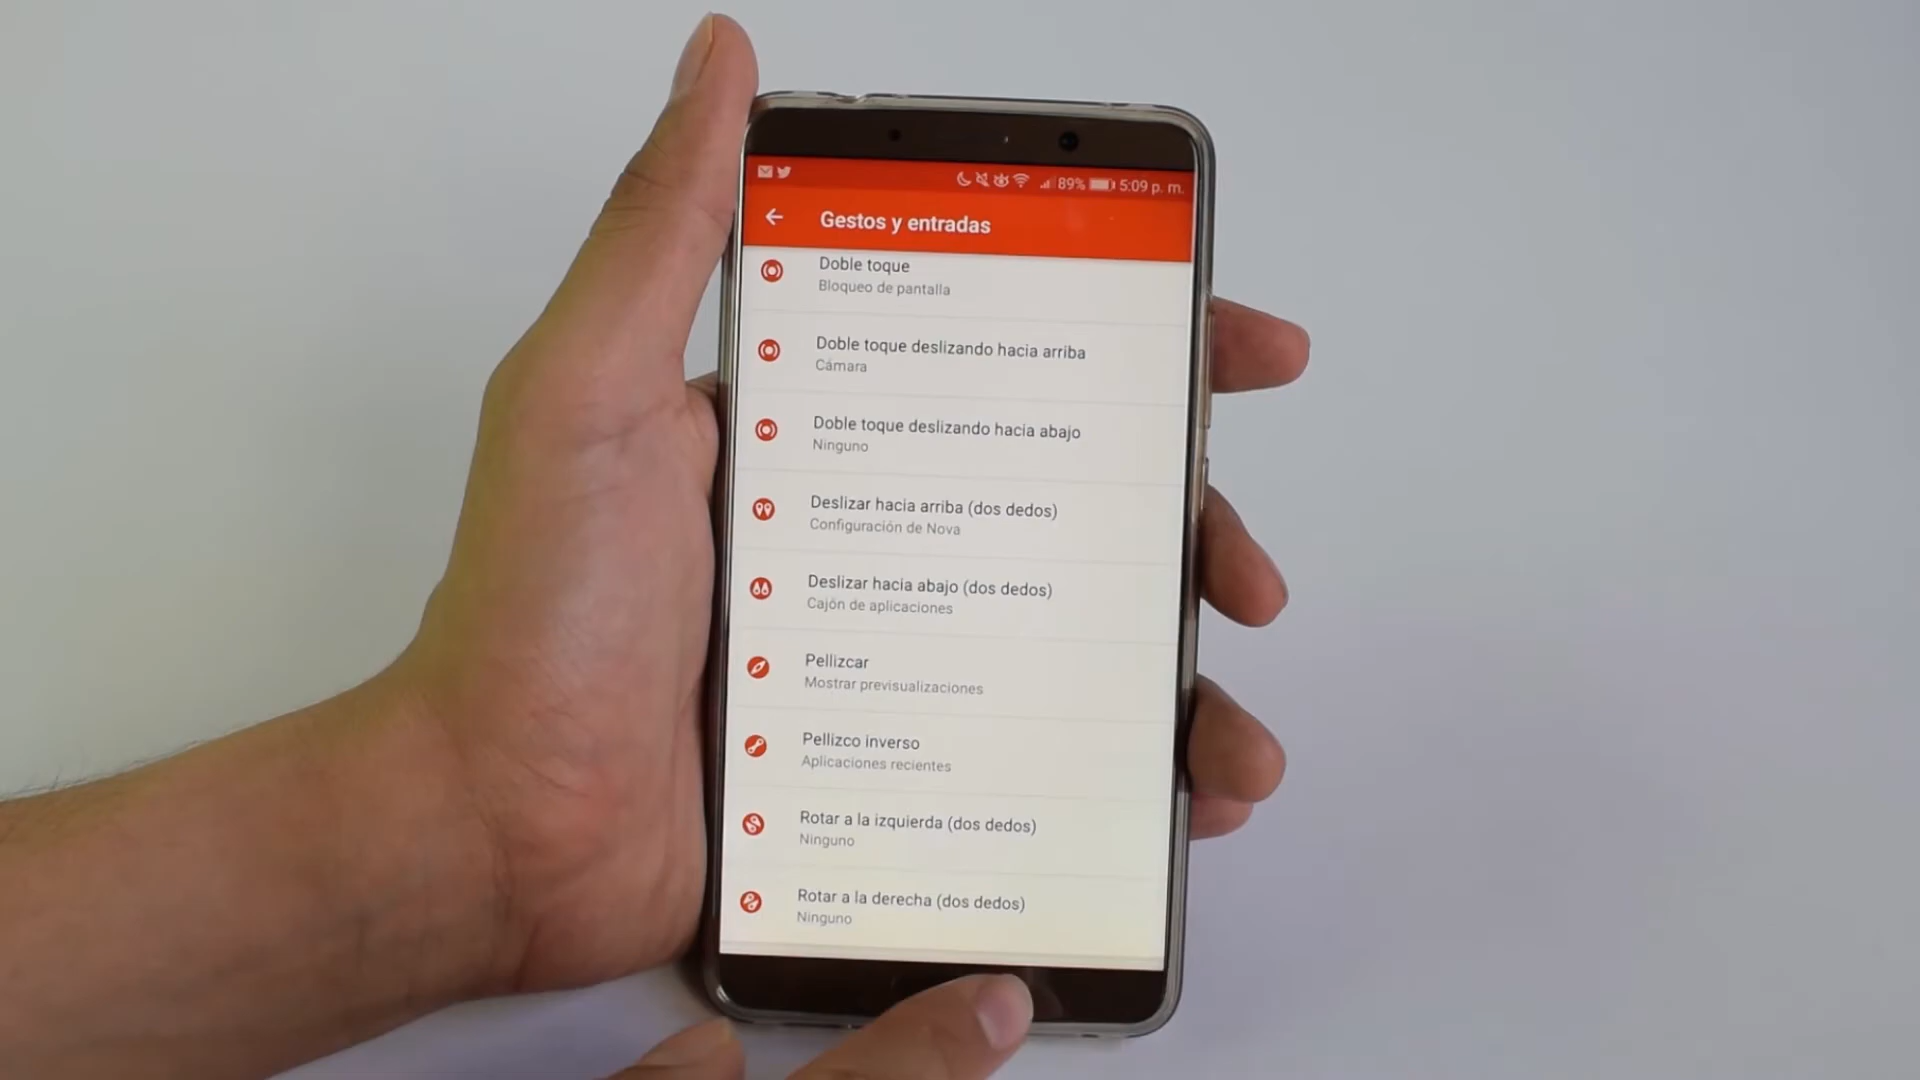 89% 5:09 p. m.
Gestos y entradas
Doble toque
Bloqueo de pantalla
Doble toque deslizando hacia arriba
Cámara
Doble toque deslizando hacia abajo
Ninguno
Deslizar hacia arriba (dos dedos)
Configuración de Nova
Deslizar hacia abajo (dos dedos)
Cajón de aplicaciones
Pellizcar
Mostrar previsualizaciones
Pellizco inverso
Aplicaciones recientes
Rotar a la izquierda (dos dedos)
Ninguno
Rotar a la derecha (dos dedos)
Ninguno